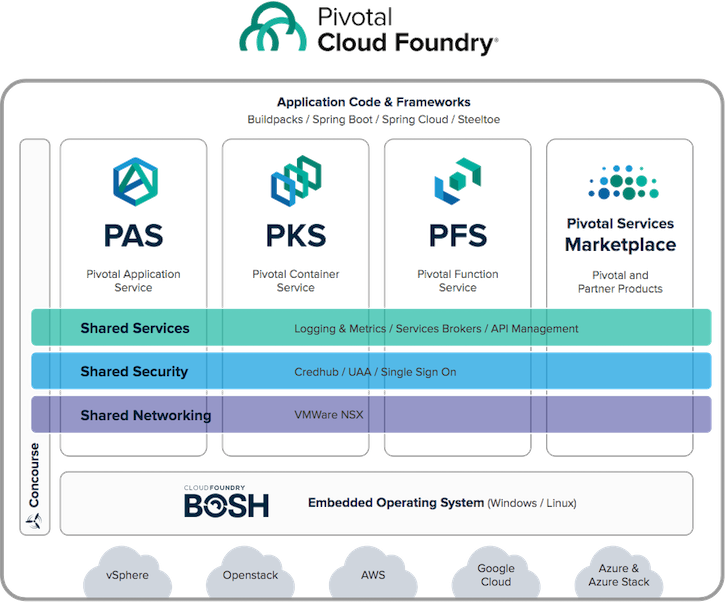 Pivotal
Cloud Foundry®
Application Code & Frameworks
Buildpacks / Spring Boot / Spring Cloud / Steeltoe
PAS
Pivotal Application
Service
PKS
Pivotal Container
Service
PFS
Pivotal Function
Service
Pivotal Services
Marketplace
Pivotal and
Partner Products
Shared Services Logging & Metrics / Services Brokers / API Management
Shared Security Credhub / UAA / Single Sign On
Shared Networking VMWare NSX
Concourse
CLOUDFOUNDRY
BOSH
Embedded Operating System (Windows / Linux)
vSphere
Openstack
AWS
Google
Cloud
Azure &
Azure Stack